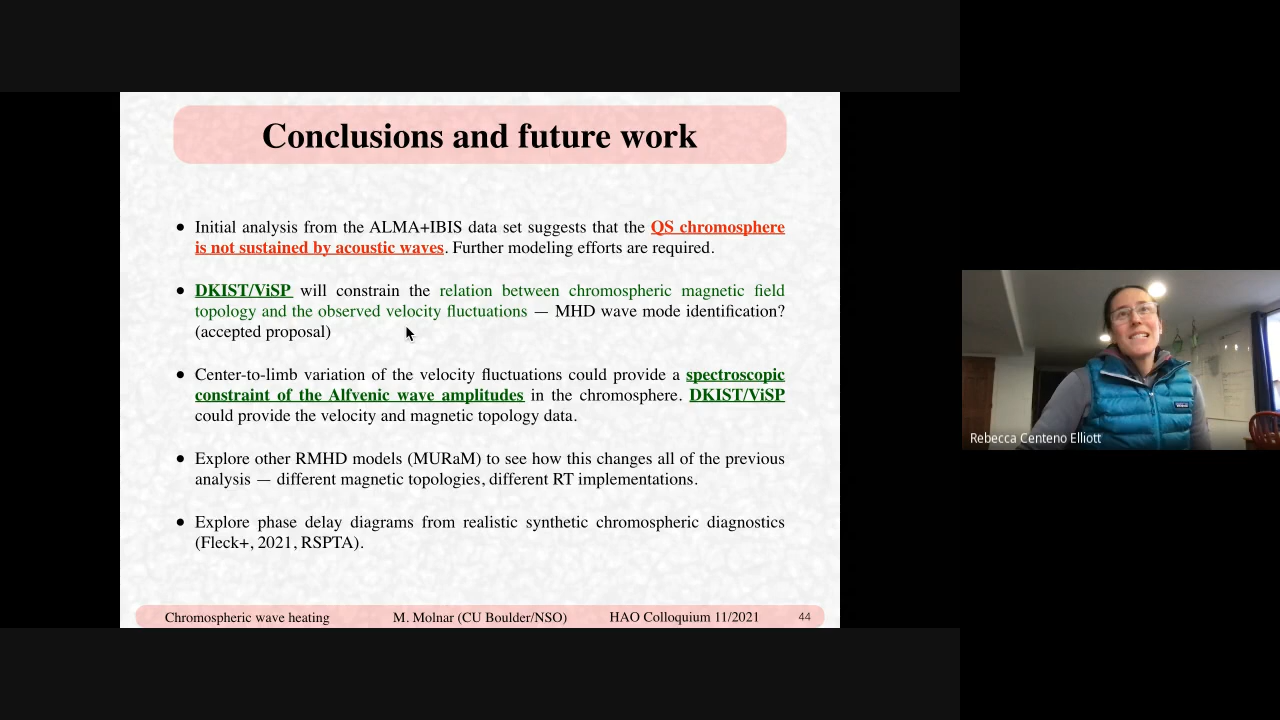 Conclusions and future work
● Initial analysis from the ALMA+IBIS data set suggests that the QS chromosphere
is not sustained by acoustic waves. Further modeling efforts are required.
● DKIST/ViSP will constrain the relation between chromospheric magnetic field
topology and the observed velocity fluctuations — MHD wave mode identification?
(accepted proposal)
● Center-to-limb variation of the velocity fluctuations could provide a spectroscopic
constraint of the Alfvenic wave amplitudes in the chromosphere. DKIST/ViSP
could provide the velocity and magnetic topology data.
● Explore other RMHD models (MURaM) to see how this changes all of the previous
analysis — different magnetic topologies, different RT implementations.
● Explore phase delay diagrams from realistic synthetic chromospheric diagnostics
(Fleck+, 2021, RSPTA).
Chromospheric wave heating M. Molnar (CU Boulder/NSO) HAO Colloquium 11/2021 44
Rebecca Centeno Elliott